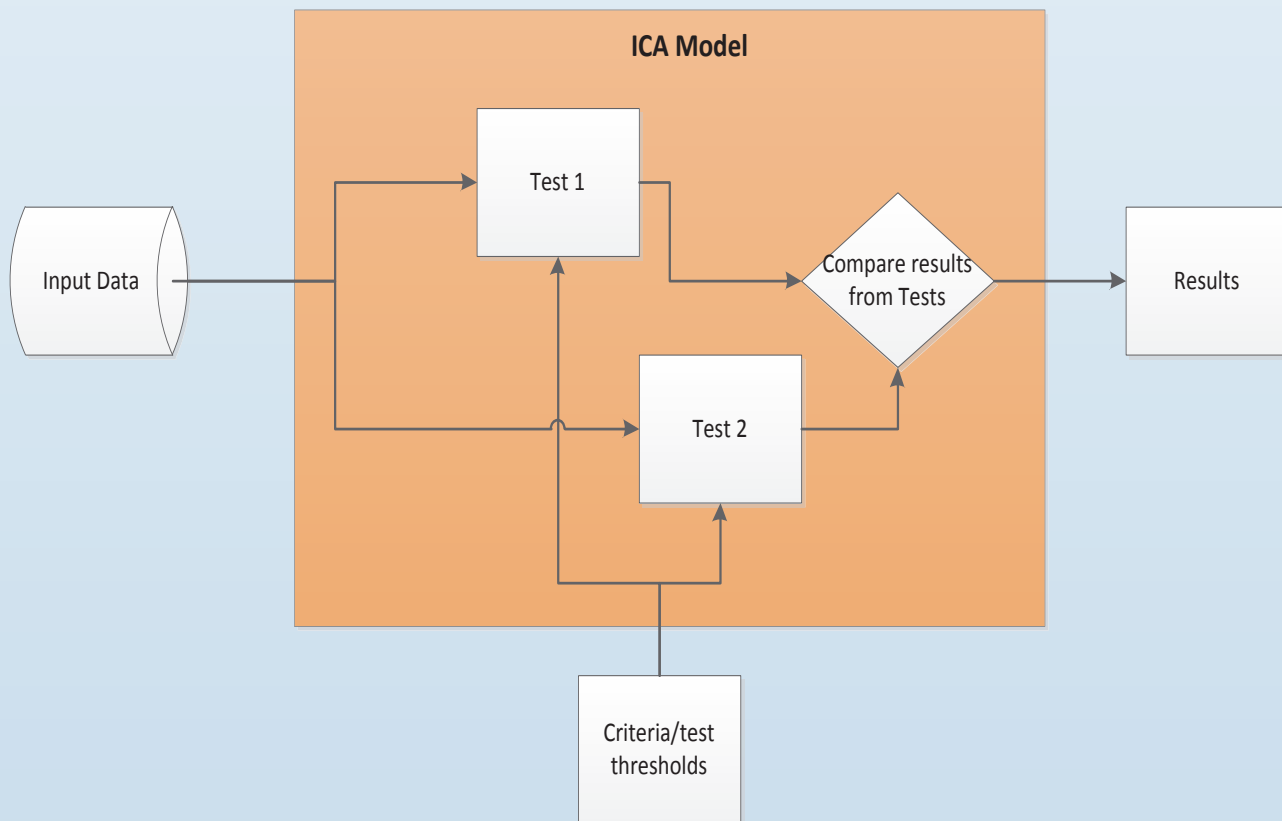 ICA Model
Test 1
Input Data
Compare results
from Tests
Results
Test 2
Criteria/test
thresholds